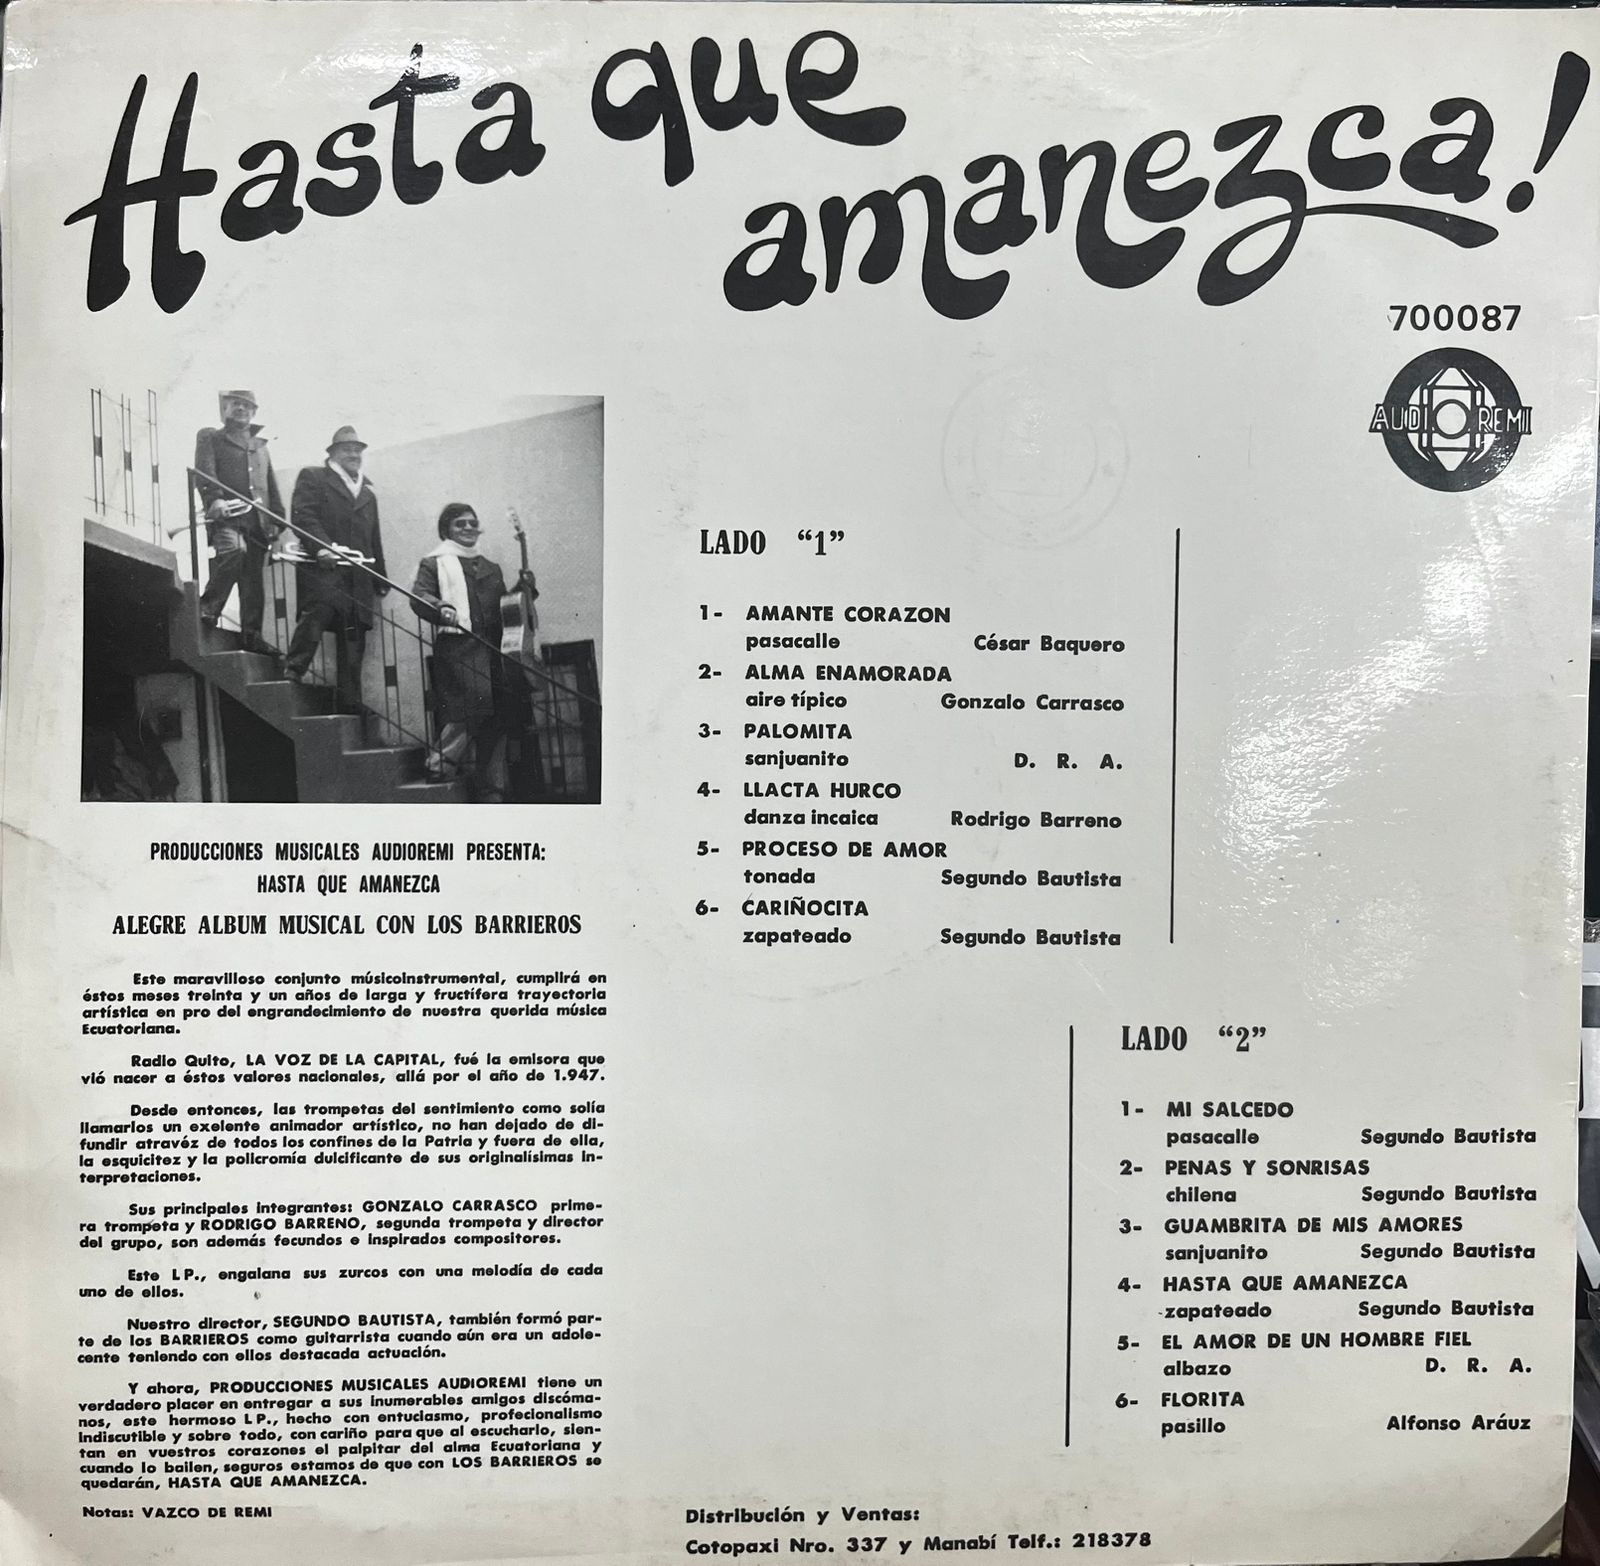 Hasta que
amanezca!
700087
AUDIOREMI
PRODUCCIONES MUSICALES AUDIOREMI PRESENTA:
HASTA QUE AMANEZCA
ALEGRE ALBUM MUSICAL CON LOS BARRIEROS
Este maravilloso conjunto músicoinstrumental, cumplirá en
éstos meses treinta y un años de larga y fructífera trayectoria
artística en pro del engrandecimiento de nuestra querida música
Ecuatoriana.
Radio Quito, LA VOZ DE LA CAPITAL, fué la emisora que
vió nacer a éstos valores nacionales, allá por el año de 1.947.
Desde entonces, las trompetas del sentimiento como solía
llamarlos un exelente animador artístico, no han dejado de di-
fundir atravéz de todos los confines de la Patria y fuera de ella,
la esquicitez y la policromía dulcificante de sus originalísimas in-
terpretaciones.
Sus principales integrantes: GONZALO CARRASCO prime-
ra trompeta y RODRIGO BARRENO, segunda trompeta y director
del grupo, son además fecundos e inspirados compositores.
Este LP., engalana sus zurcos con una melodía de cada
uno de ellos.
Nuestro director, SEGUNDO BAUTISTA, también formó par-
te de los BARRIEROS como guitarrista cuando aún era un adole-
cente teniendo con ellos destacada actuación.
Y ahora, PRODUCCIONES MUSICALES AUDIOREMI tiene un
verdadero placer en entregar a sus inumerables amigos discóma-
nos, este hermoso LP., hecho con entuciasmo, profecionalismo
indiscutible y sobre todo, con cariño para que al escucharlo, sien-
tan en vuestros corazones el palpitar del alma Ecuatoriana y
cuando lo bailen, seguros estamos de que con LOS BARRIEROS se
quedarán, HASTA QUE AMANEZCA.
Notas: VAZCO DE REMI
LADO "1"
1- AMANTE CORAZON
pasacalle César Baquero
2- ALMA ENAMORADA
aire típico Gonzalo Carrasco
3- PALOMITA
sanjuanito D. R. A.
4- LLACTA HURCO
danza incaica Rodrigo Barreno
5- PROCESO DE AMOR
tonada Segundo Bautista
6- CARIÑOCITA
zapateado Segundo Bautista
LADO "2"
1- MI SALCEDO
pasacalle Segundo Bautista
2- PENAS Y SONRISAS
chilena Segundo Bautista
3- GUAMBRITA DE MIS AMORES
sanjuanito Segundo Bautista
4- HASTA QUE AMANEZCA
zapateado Segundo Bautista
5- EL AMOR DE UN HOMBRE FIEL
albazo D. R. A.
6- FLORITA
pasillo Alfonso Aráuz
Distribución y Ventas:
Cotopaxi Nro. 337 y Manabí Telf.: 218378